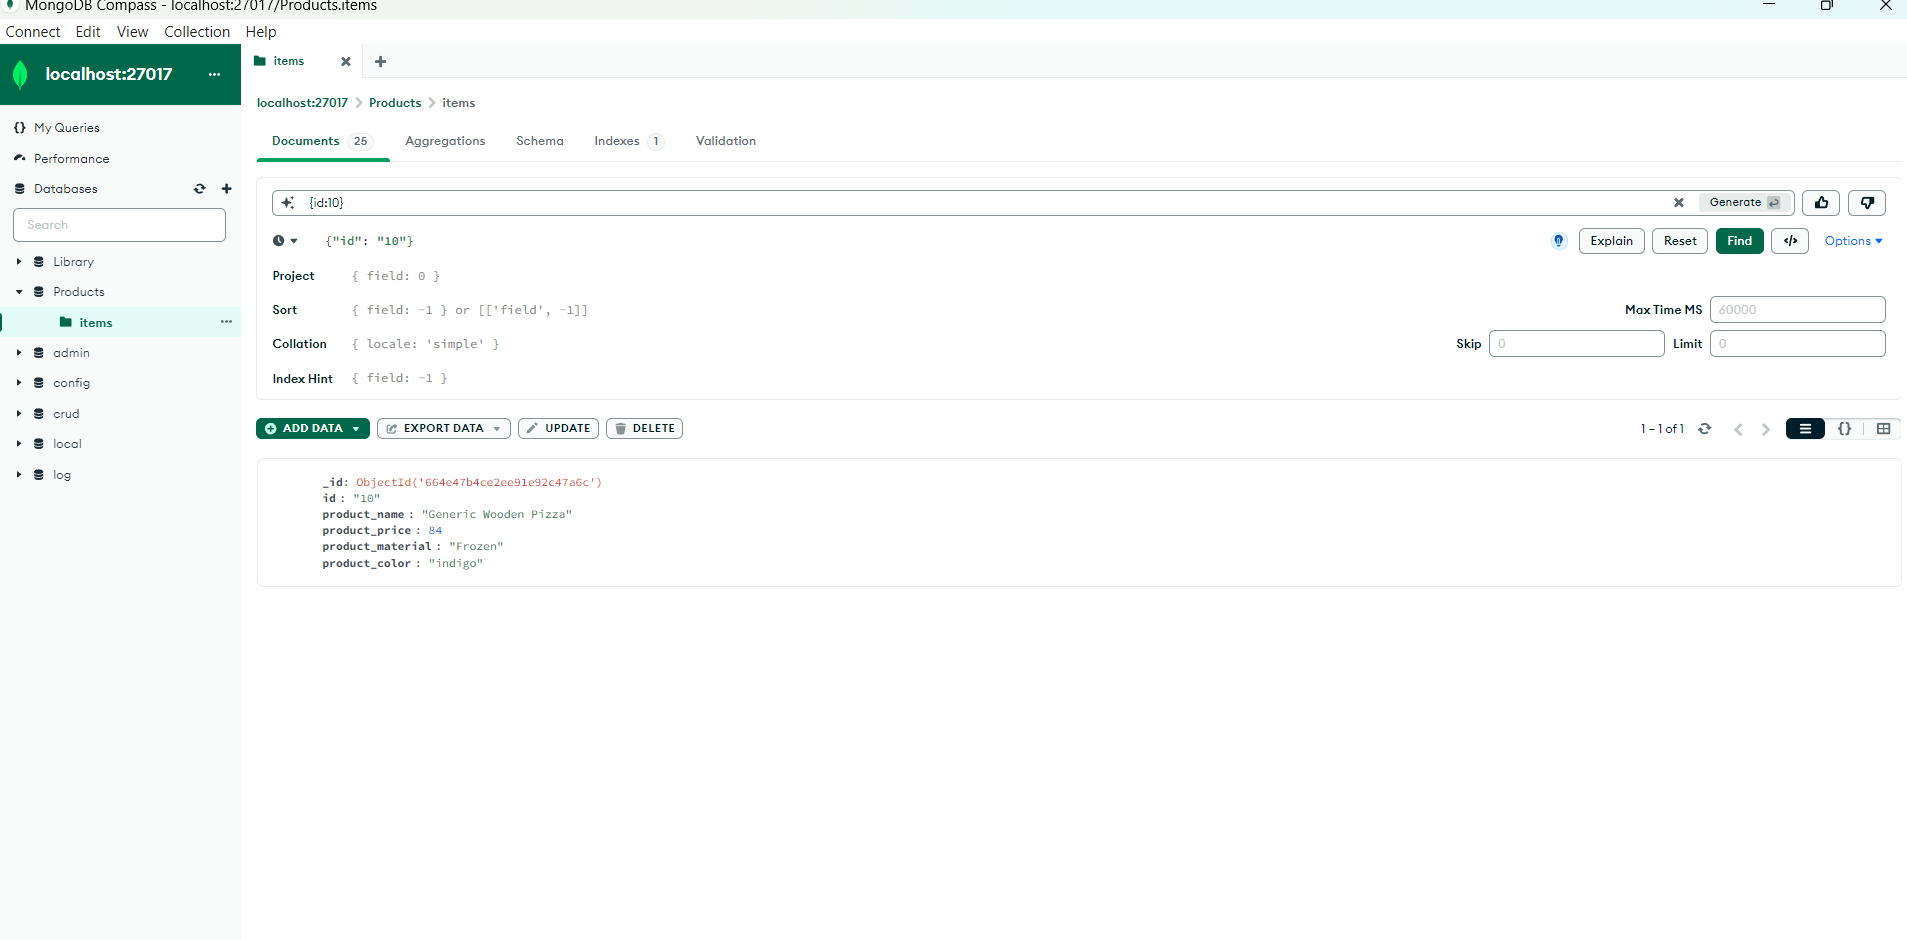 MongoDB Compass - localhost:27017/Products.items
Connect Edit View Collection Help
localhost:27017 ...
items
localhost:27017 > Products > items
My Queries
Performance
Databases
Search
Library
Products
items ...
admin
config
crud
local
log
Documents 25 Aggregations Schema Indexes 1 Validation
{id:10} Generate
{"id": "10"} Explain Reset Find </> Options
Project { field: 0 }
Sort { field: -1 } or [['field', -1]] Max Time MS 60000
Collation { locale: 'simple' } Skip 0 Limit 0
Index Hint { field: -1 }
ADD DATA EXPORT DATA UPDATE DELETE 1 – 1 of 1 {}
_id: ObjectId('664e47b4ce2ee91e92c47a6c')
id : "10"
product_name : "Generic Wooden Pizza"
product_price : 84
product_material : "Frozen"
product_color : "indigo"